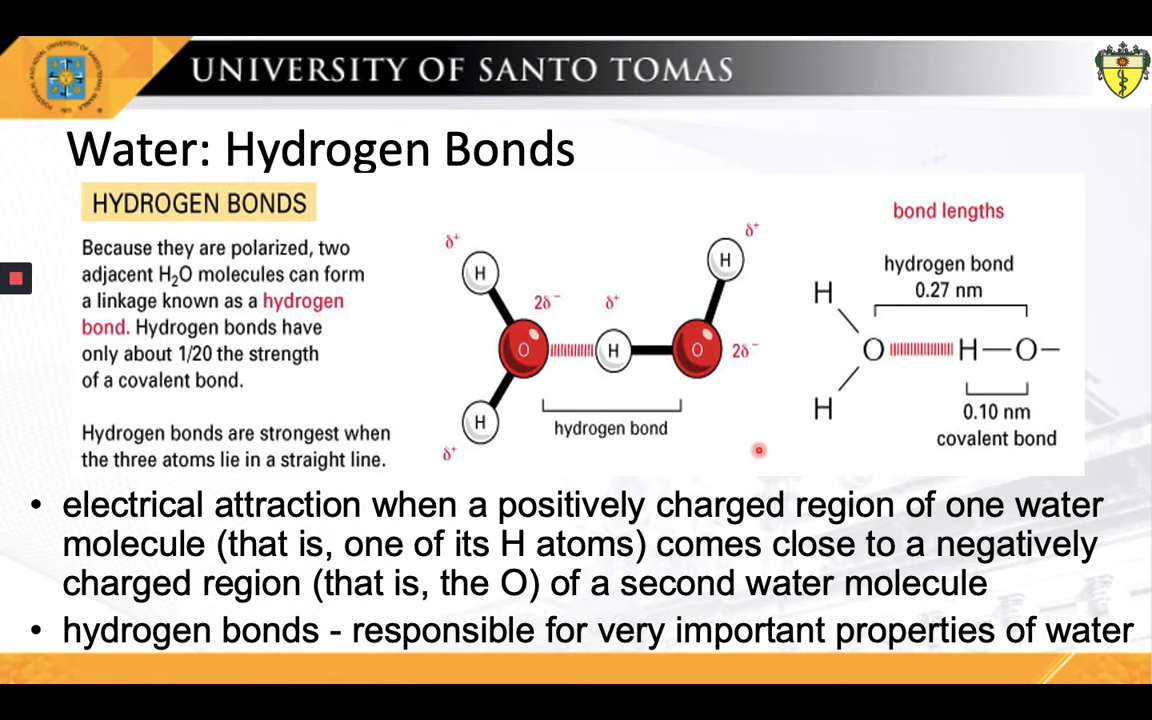 UNIVERSITY OF SANTO TOMAS
Water: Hydrogen Bonds
HYDROGEN BONDS
Because they are polarized, two
adjacent H₂O molecules can form
a linkage known as a hydrogen
bond. Hydrogen bonds have
only about 1/20 the strength
of a covalent bond.
Hydrogen bonds are strongest when
the three atoms lie in a straight line.
δ⁺
H
2δ⁻
δ⁺
δ⁺
H
O
H
O
2δ⁻
H
δ⁺
hydrogen bond
bond lengths
hydrogen bond
0.27 nm
H
O
H—O—
H
0.10 nm
covalent bond
• electrical attraction when a positively charged region of one water
molecule (that is, one of its H atoms) comes close to a negatively
charged region (that is, the O) of a second water molecule
• hydrogen bonds - responsible for very important properties of water